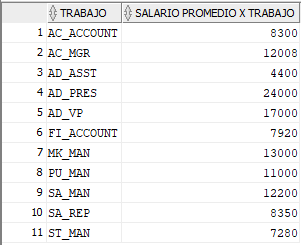 TRABAJO SALARIO PROMEDIO X TRABAJO
1 AC_ACCOUNT 8300
2 AC_MGR 12008
3 AD_ASST 4400
4 AD_PRES 24000
5 AD_VP 17000
6 FI_ACCOUNT 7920
7 MK_MAN 13000
8 PU_MAN 11000
9 SA_MAN 12200
10 SA_REP 8350
11 ST_MAN 7280